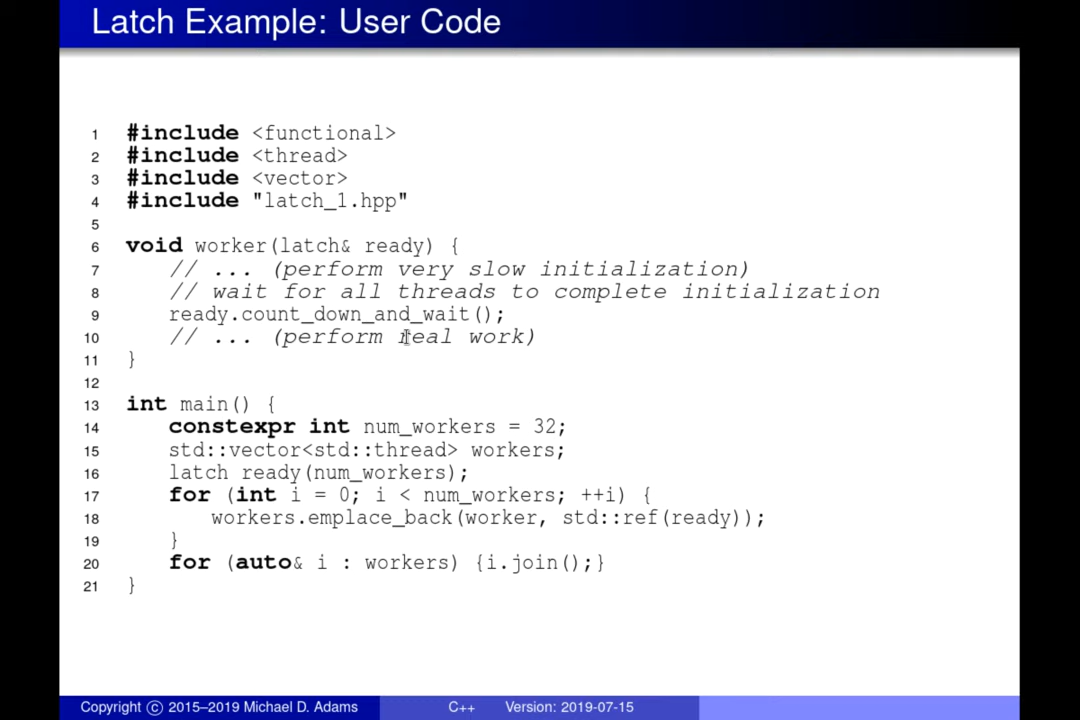 Latch Example: User Code
1 #include <functional>
2 #include <thread>
3 #include <vector>
4 #include "latch_1.hpp"
5
6 void worker(latch& ready) {
7 // ... (perform very slow initialization)
8 // wait for all threads to complete initialization
9 ready.count_down_and_wait();
10 // ... (perform real work)
11 }
12
13 int main() {
14 constexpr int num_workers = 32;
15 std::vector<std::thread> workers;
16 latch ready(num_workers);
17 for (int i = 0; i < num_workers; ++i) {
18 workers.emplace_back(worker, std::ref(ready));
19 }
20 for (auto& i : workers) {i.join();}
21 }
Copyright © 2015–2019 Michael D. Adams C++ Version: 2019-07-15